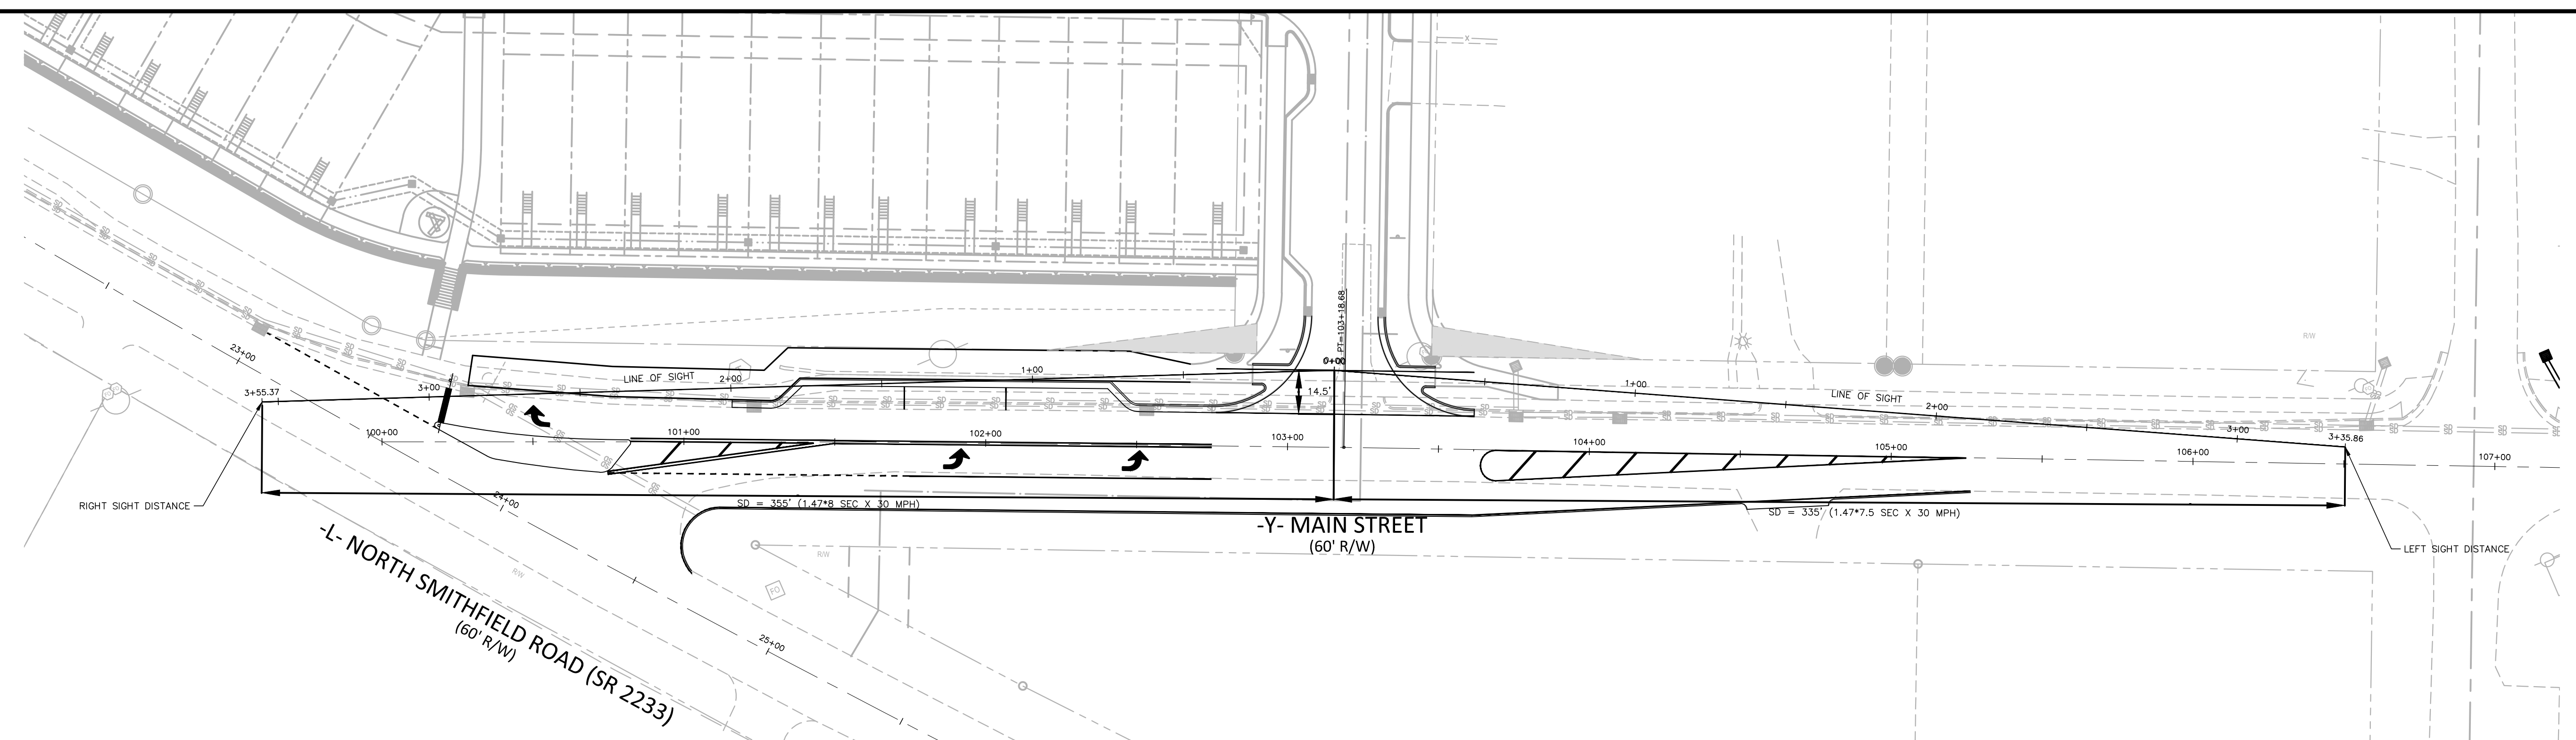 X
R/W
PT=103+18.68
0+00
23+00
3+00
LINE OF SIGHT
2+00
1+00
1+00
LINE OF SIGHT
2+00
3+00
3+35.86
3+55.37
14.5'
100+00
101+00
102+00
103+00
104+00
105+00
106+00
107+00
RIGHT SIGHT DISTANCE
24+00
SD = 355' (1.47*8 SEC X 30 MPH)
SD = 335' (1.47*7.5 SEC X 30 MPH)
-Y- MAIN STREET
(60' R/W)
LEFT SIGHT DISTANCE
R/W
R/W
FO
-L- NORTH SMITHFIELD ROAD (SR 2233)
(60' R/W)
25+00